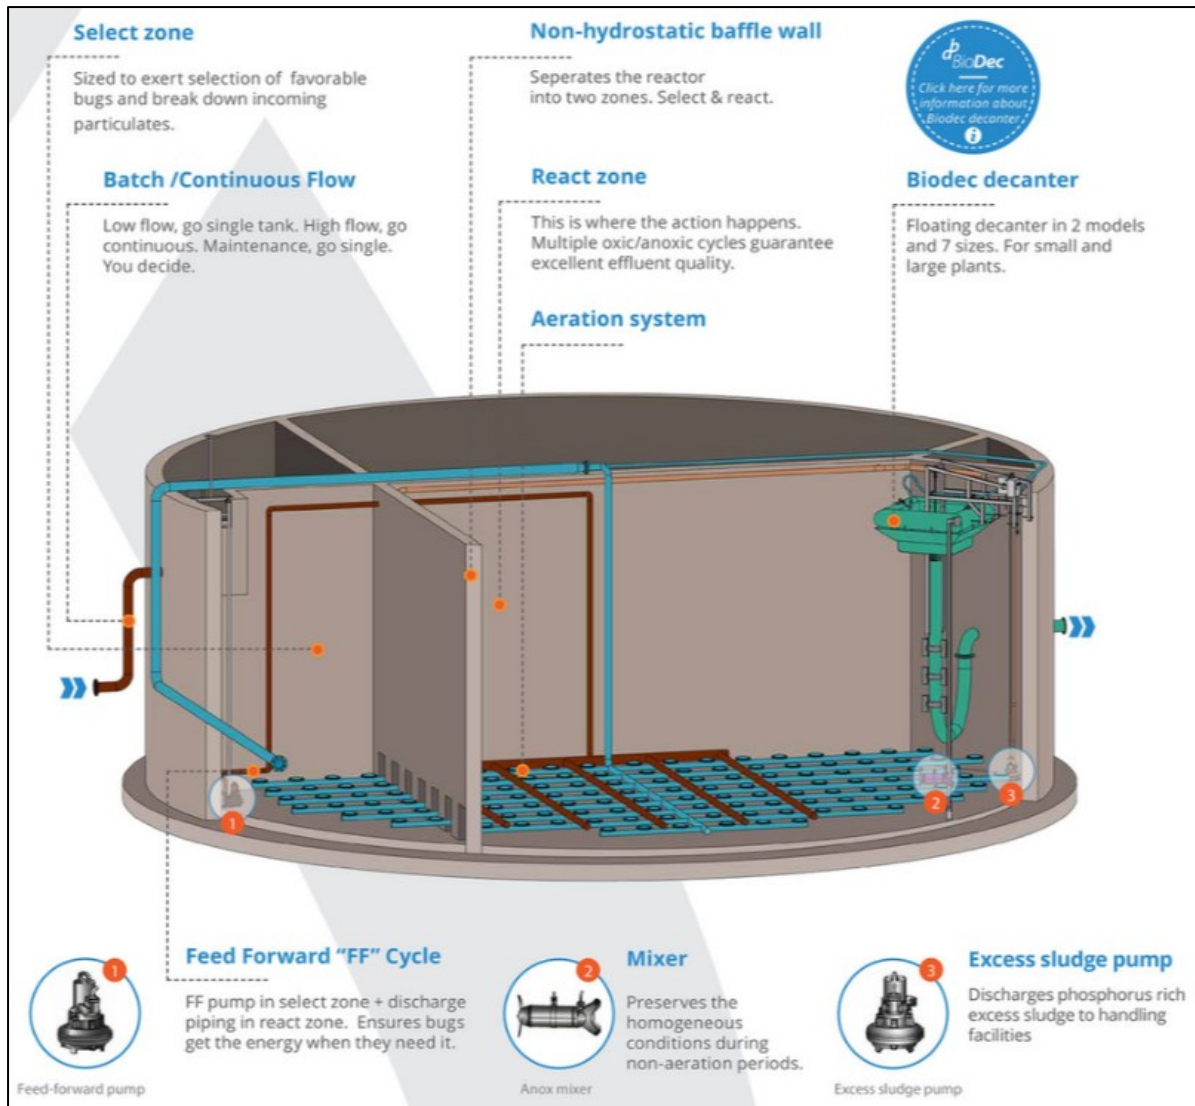 Select zone
Sized to exert selection of favorable
bugs and break down incoming
particulates.
Non-hydrostatic baffle wall
Seperates the reactor
into two zones. Select & react.
BioDec
Click here for more
information about
Biodec decanter
i
Batch /Continuous Flow
Low flow, go single tank. High flow, go
continuous. Maintenance, go single.
You decide.
React zone
This is where the action happens.
Multiple oxic/anoxic cycles guarantee
excellent effluent quality.
Biodec decanter
Floating decanter in 2 models
and 7 sizes. For small and
large plants.
Aeration system
1
2
3
Feed Forward “FF” Cycle
FF pump in select zone + discharge
piping in react zone. Ensures bugs
get the energy when they need it.
1
Feed-forward pump
2
Mixer
Preserves the
homogeneous
conditions during
non-aeration periods.
Anox mixer
3
Excess sludge pump
Discharges phosphorus rich
excess sludge to handling
facilities
Excess sludge pump